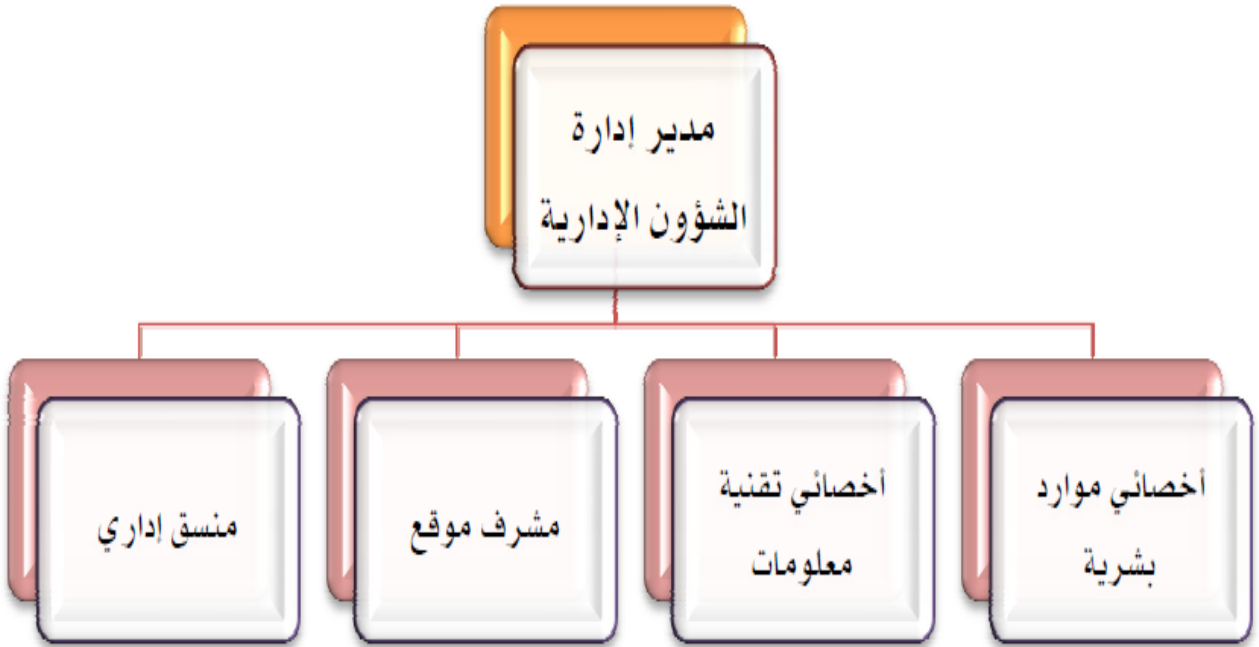 مدير إدارة
الشؤون الإدارية
أخصائي موارد
بشرية
أخصائي تقنية
معلومات
مشرف موقع
منسق إداري